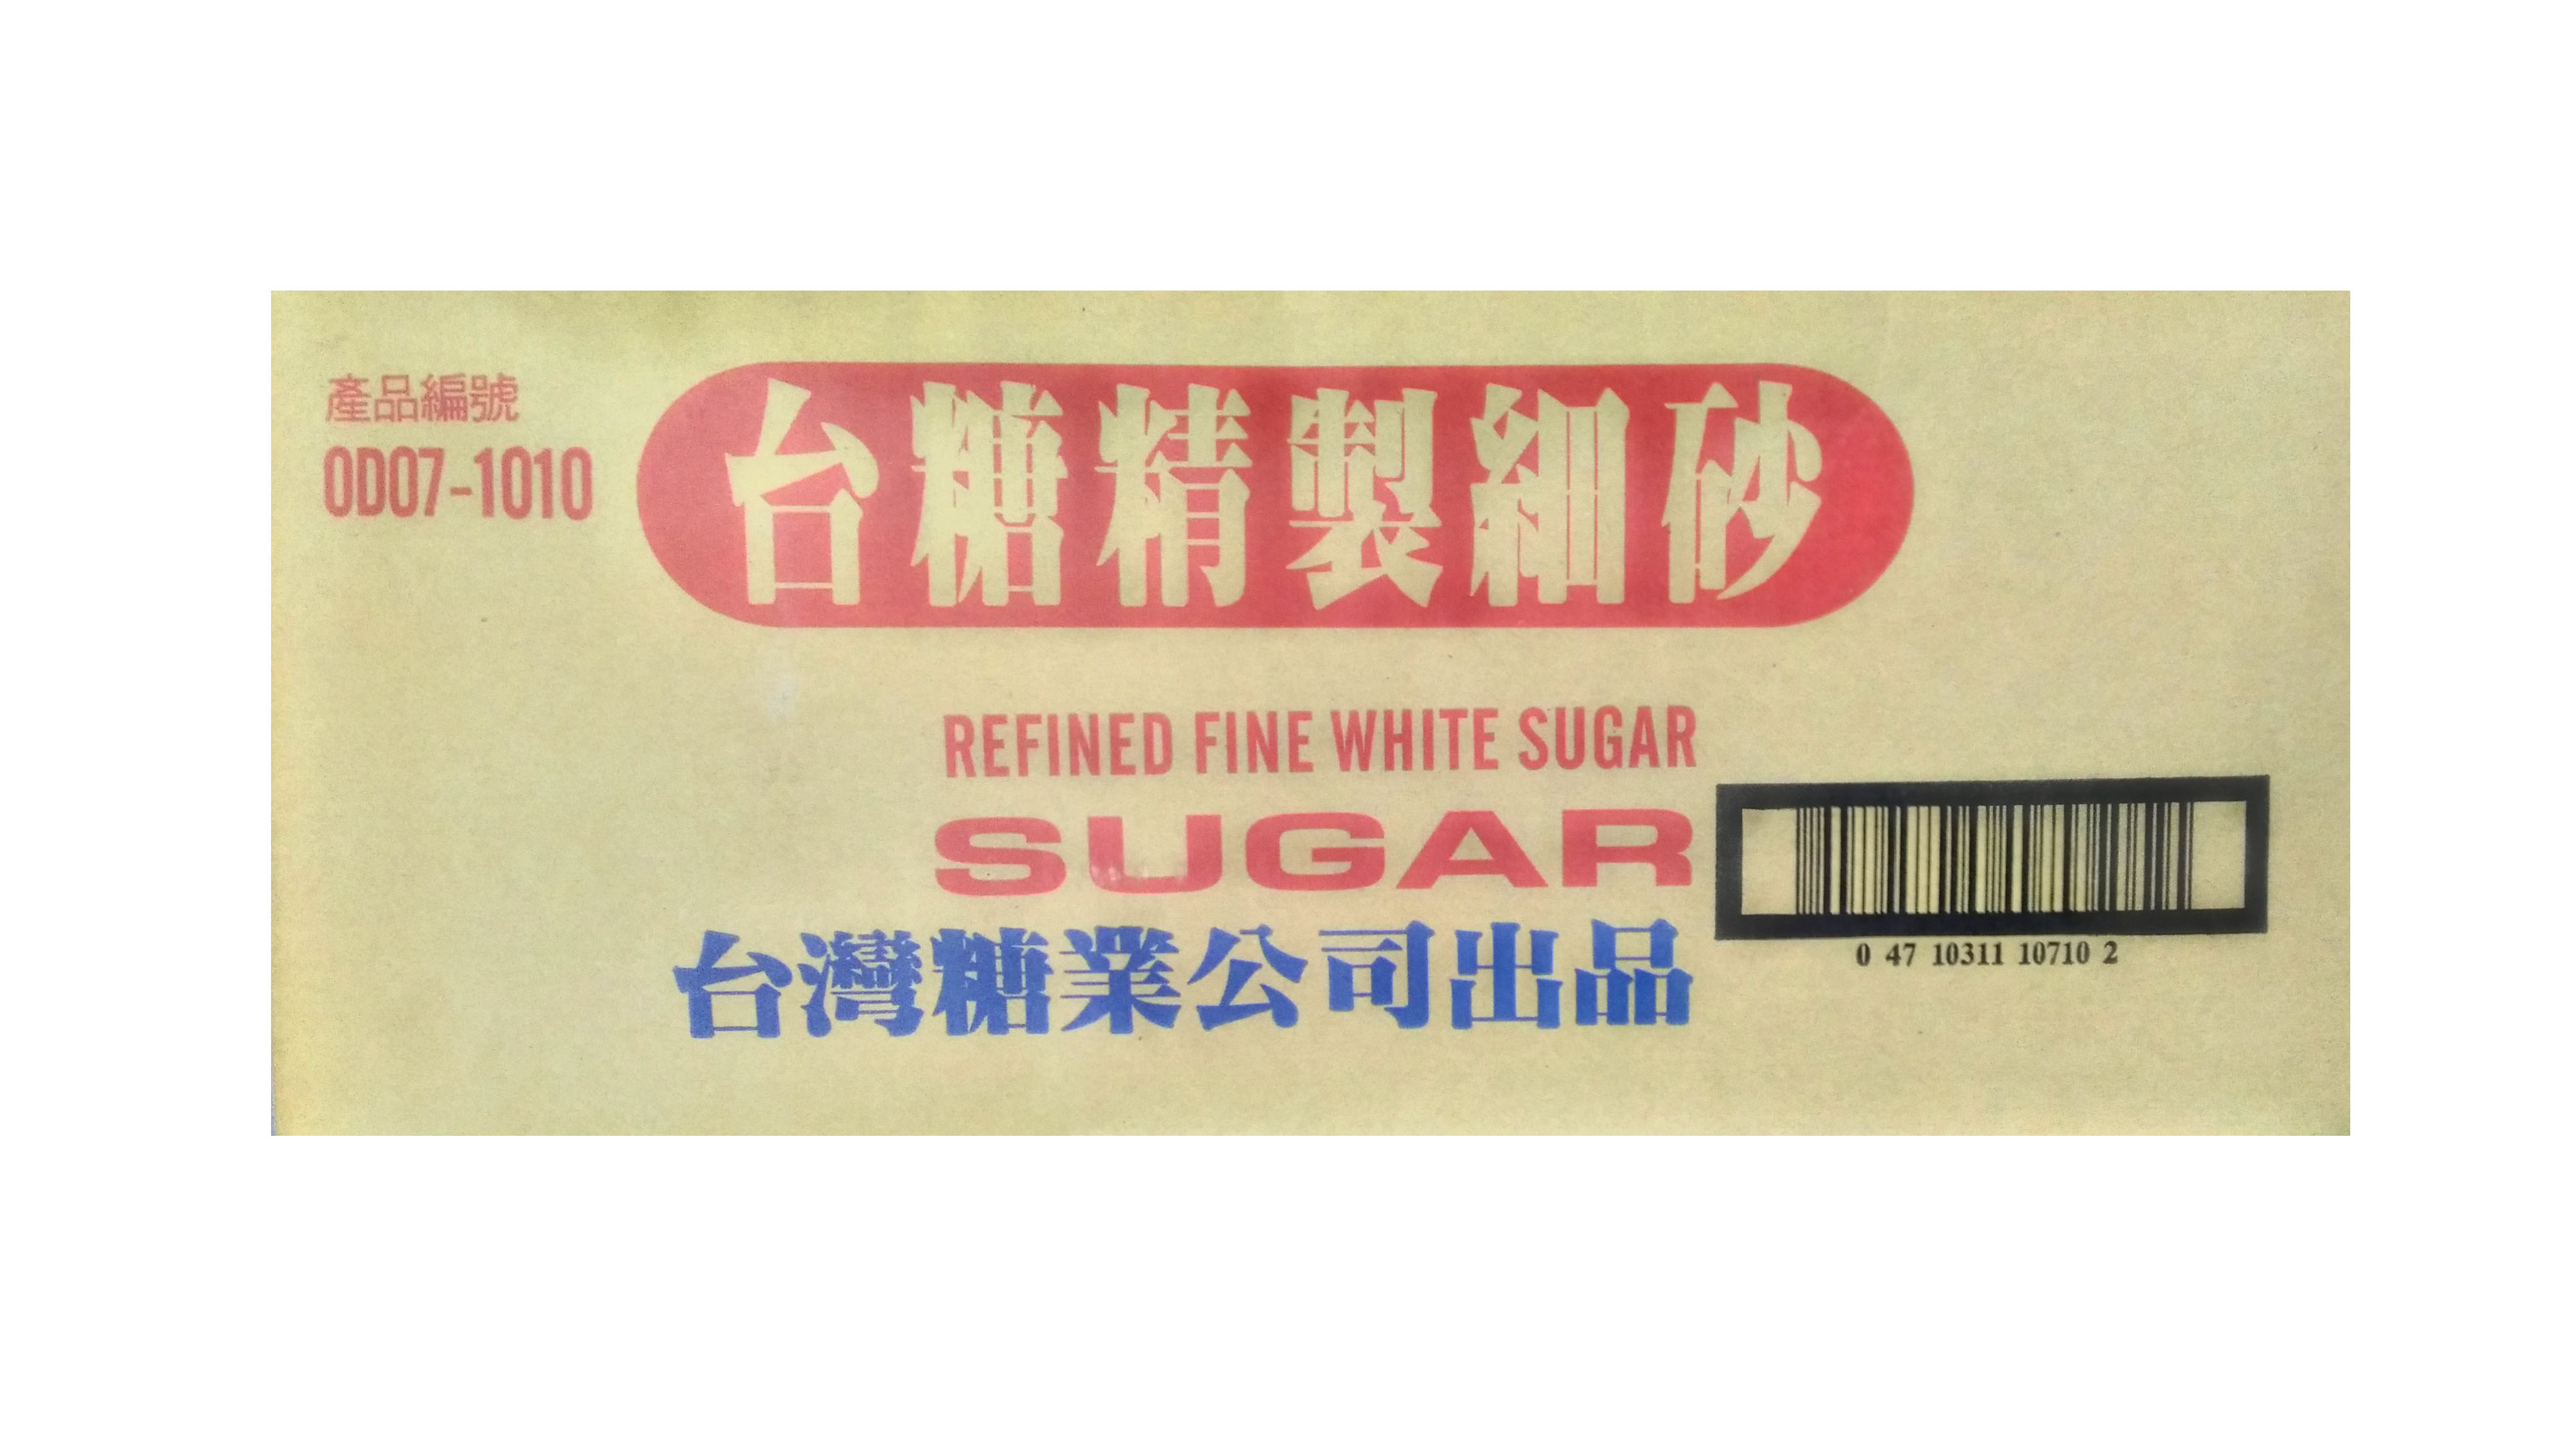 產品編號
0D07-1010
台糖精製細砂
REFINED FINE WHITE SUGAR
SUGAR
台灣糖業公司出品
0 47 10311 10710 2